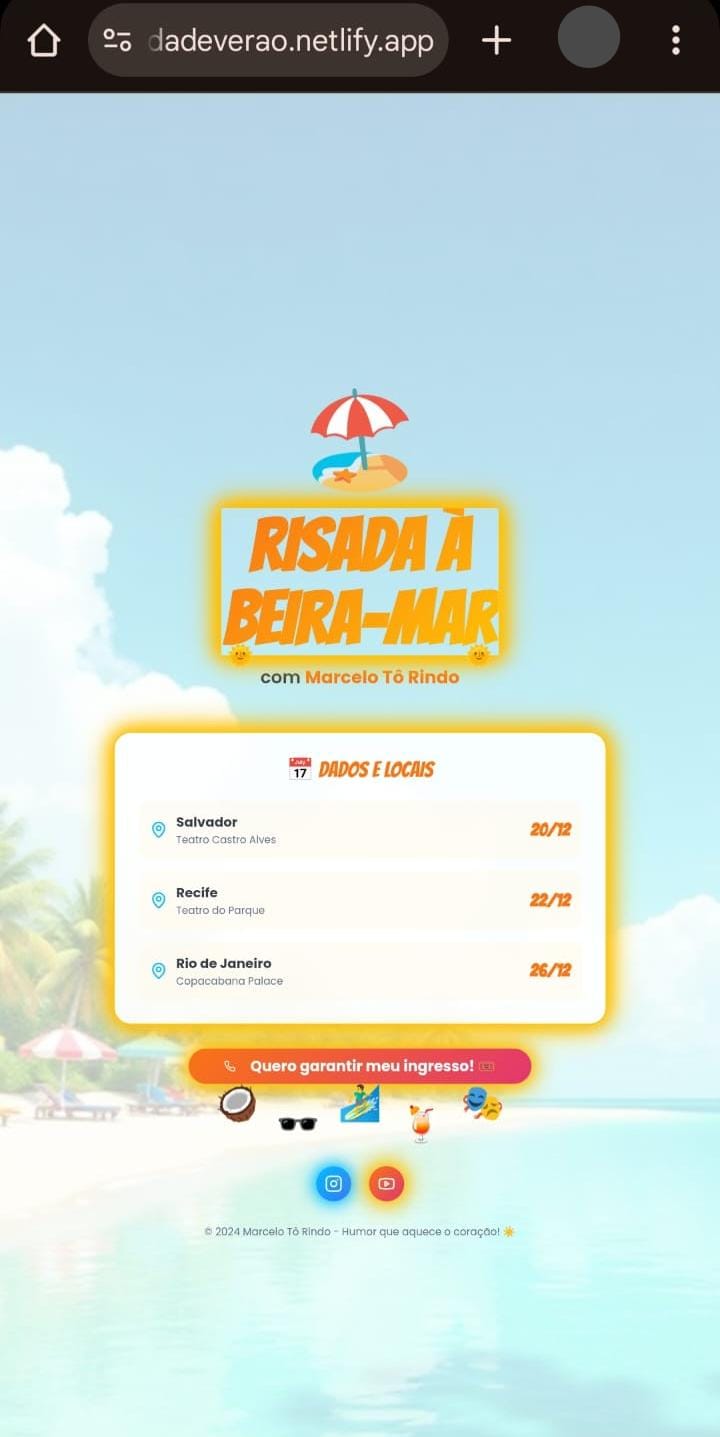 dadeverao.netlify.app
RISADA À
BEIRA-MAR
com Marcelo Tô Rindo
July
17
DADOS E LOCAIS
Salvador
Teatro Castro Alves
20/12
Recife
Teatro do Parque
22/12
Rio de Janeiro
Copacabana Palace
26/12
Quero garantir meu ingresso!
© 2024 Marcelo Tô Rindo - Humor que aquece o coração!